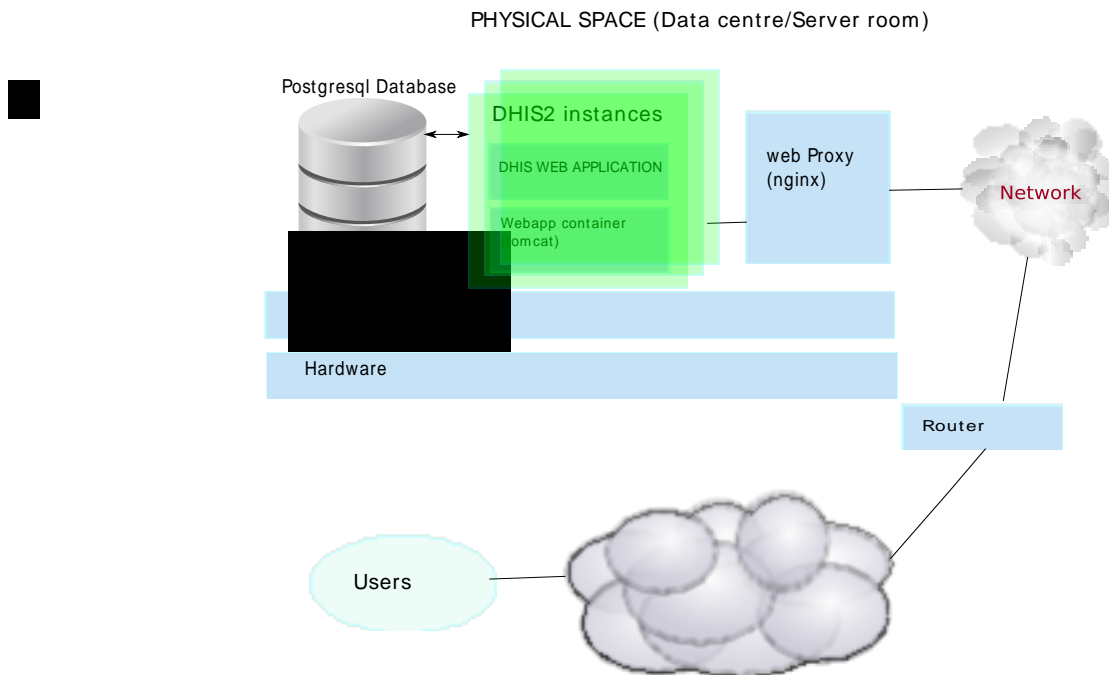 PHYSICAL SPACE (Data centre/Server room)
Postgresql Database
DHIS2 instances
DHIS WEB APPLICATION
Webapp container
tomcat)
web Proxy
(nginx)
Network
Hardware
Router
Users